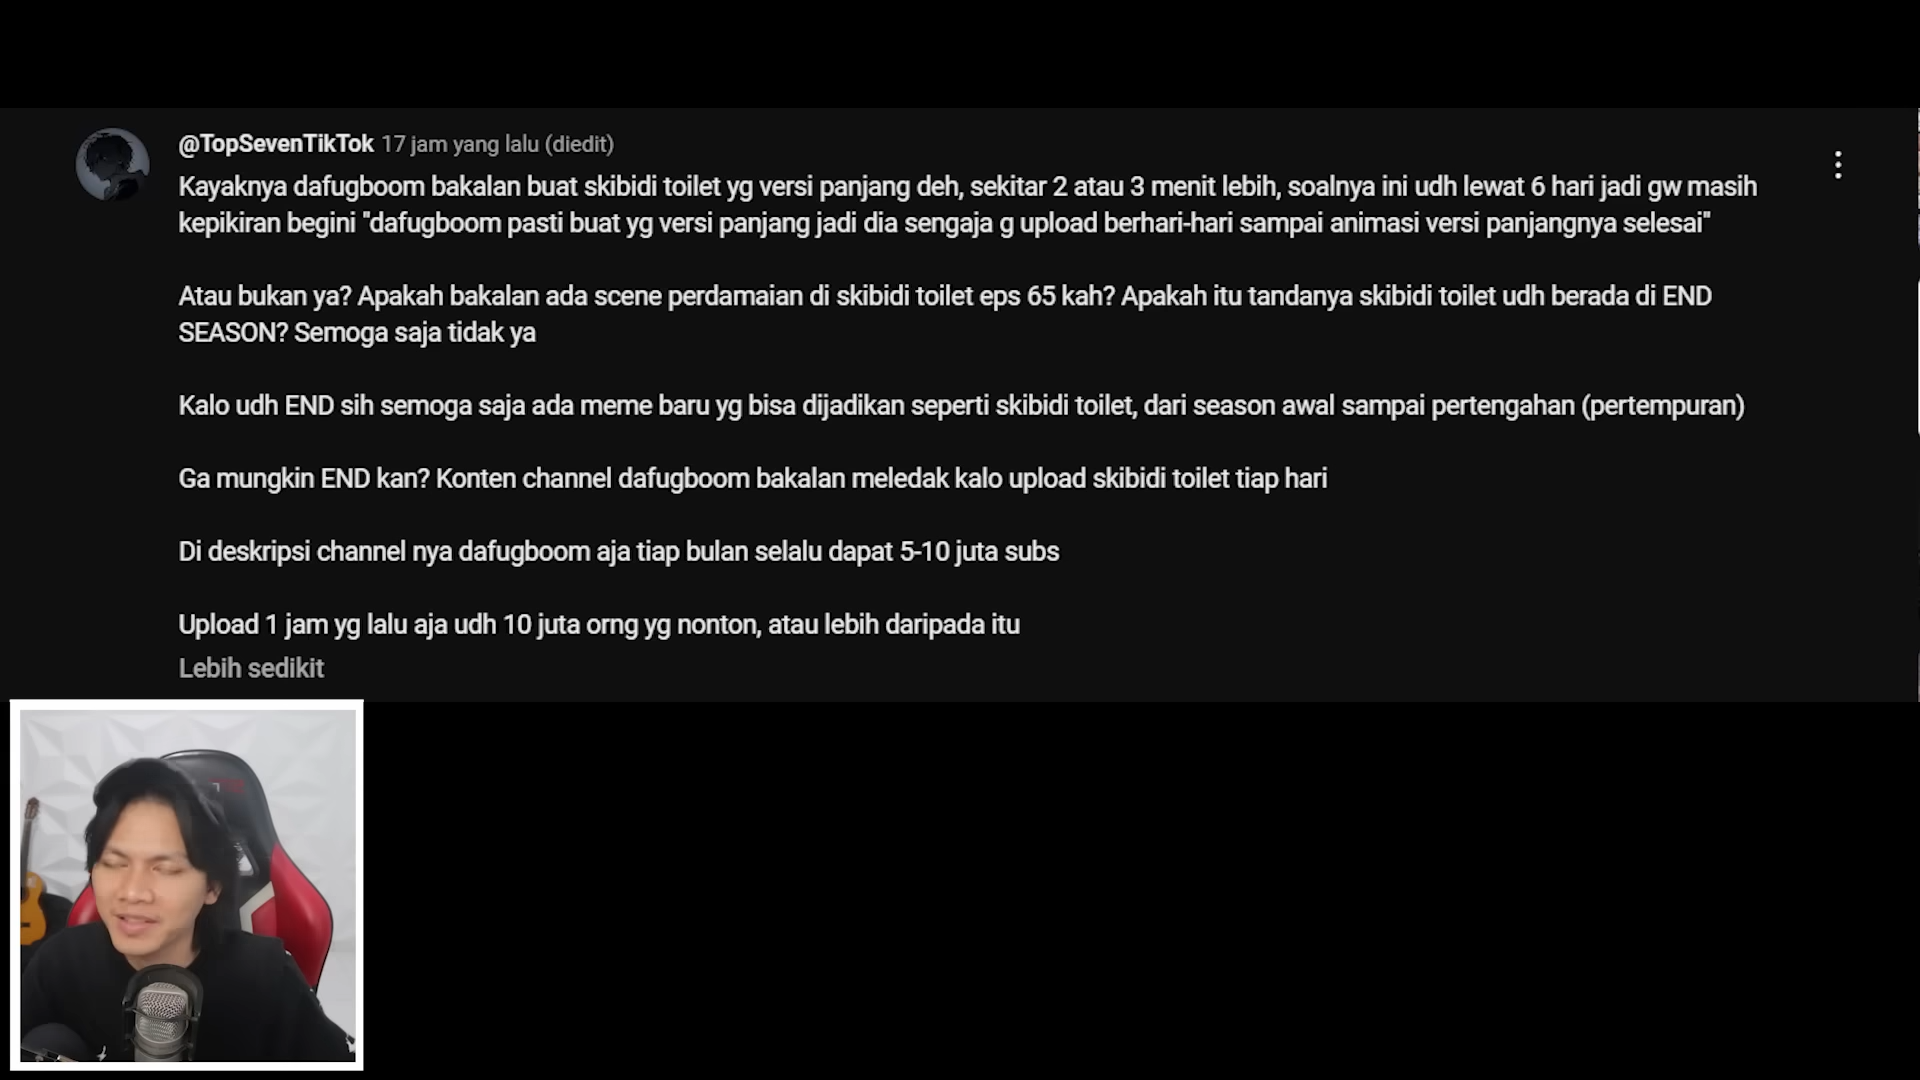 @TopSevenTikTok 17 jam yang lalu (diedit)
Kayaknya dafugboom bakalan buat skibidi toilet yg versi panjang deh, sekitar 2 atau 3 menit lebih, soalnya ini udh lewat 6 hari jadi gw masih
kepikiran begini "dafugboom pasti buat yg versi panjang jadi dia sengaja g upload berhari-hari sampai animasi versi panjangnya selesai"
Atau bukan ya? Apakah bakalan ada scene perdamaian di skibidi toilet eps 65 kah? Apakah itu tandanya skibidi toilet udh berada di END
SEASON? Semoga saja tidak ya
Kalo udh END sih semoga saja ada meme baru yg bisa dijadikan seperti skibidi toilet, dari season awal sampai pertengahan (pertempuran)
Ga mungkin END kan? Konten channel dafugboom bakalan meledak kalo upload skibidi toilet tiap hari
Di deskripsi channel nya dafugboom aja tiap bulan selalu dapat 5-10 juta subs
Upload 1 jam yg lalu aja udh 10 juta orng yg nonton, atau lebih daripada itu
Lebih sedikit